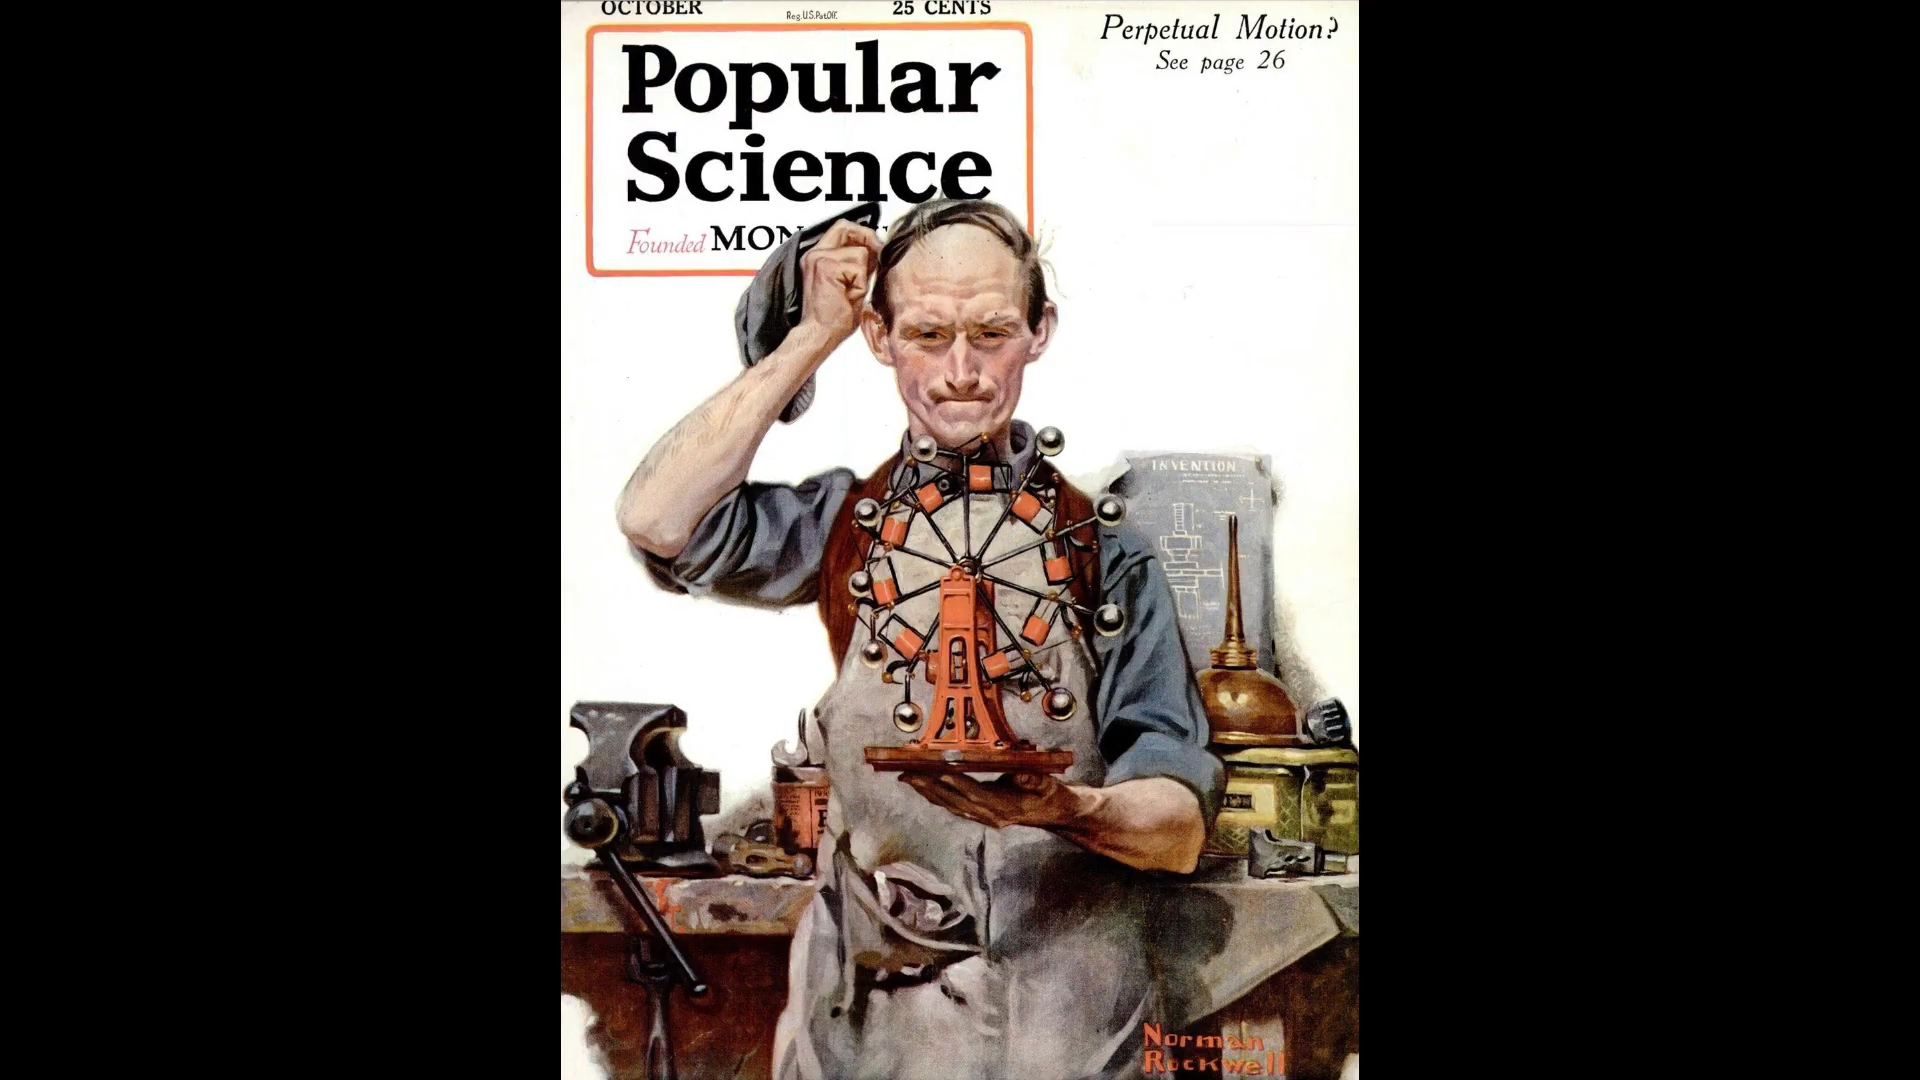 OCTOBER
Reg. U.S. Pat Off.
25 CENTS
Perpetual Motion?
See page 26
Popular
Science
Founded MON
INVENTION
Norman
Rockwell